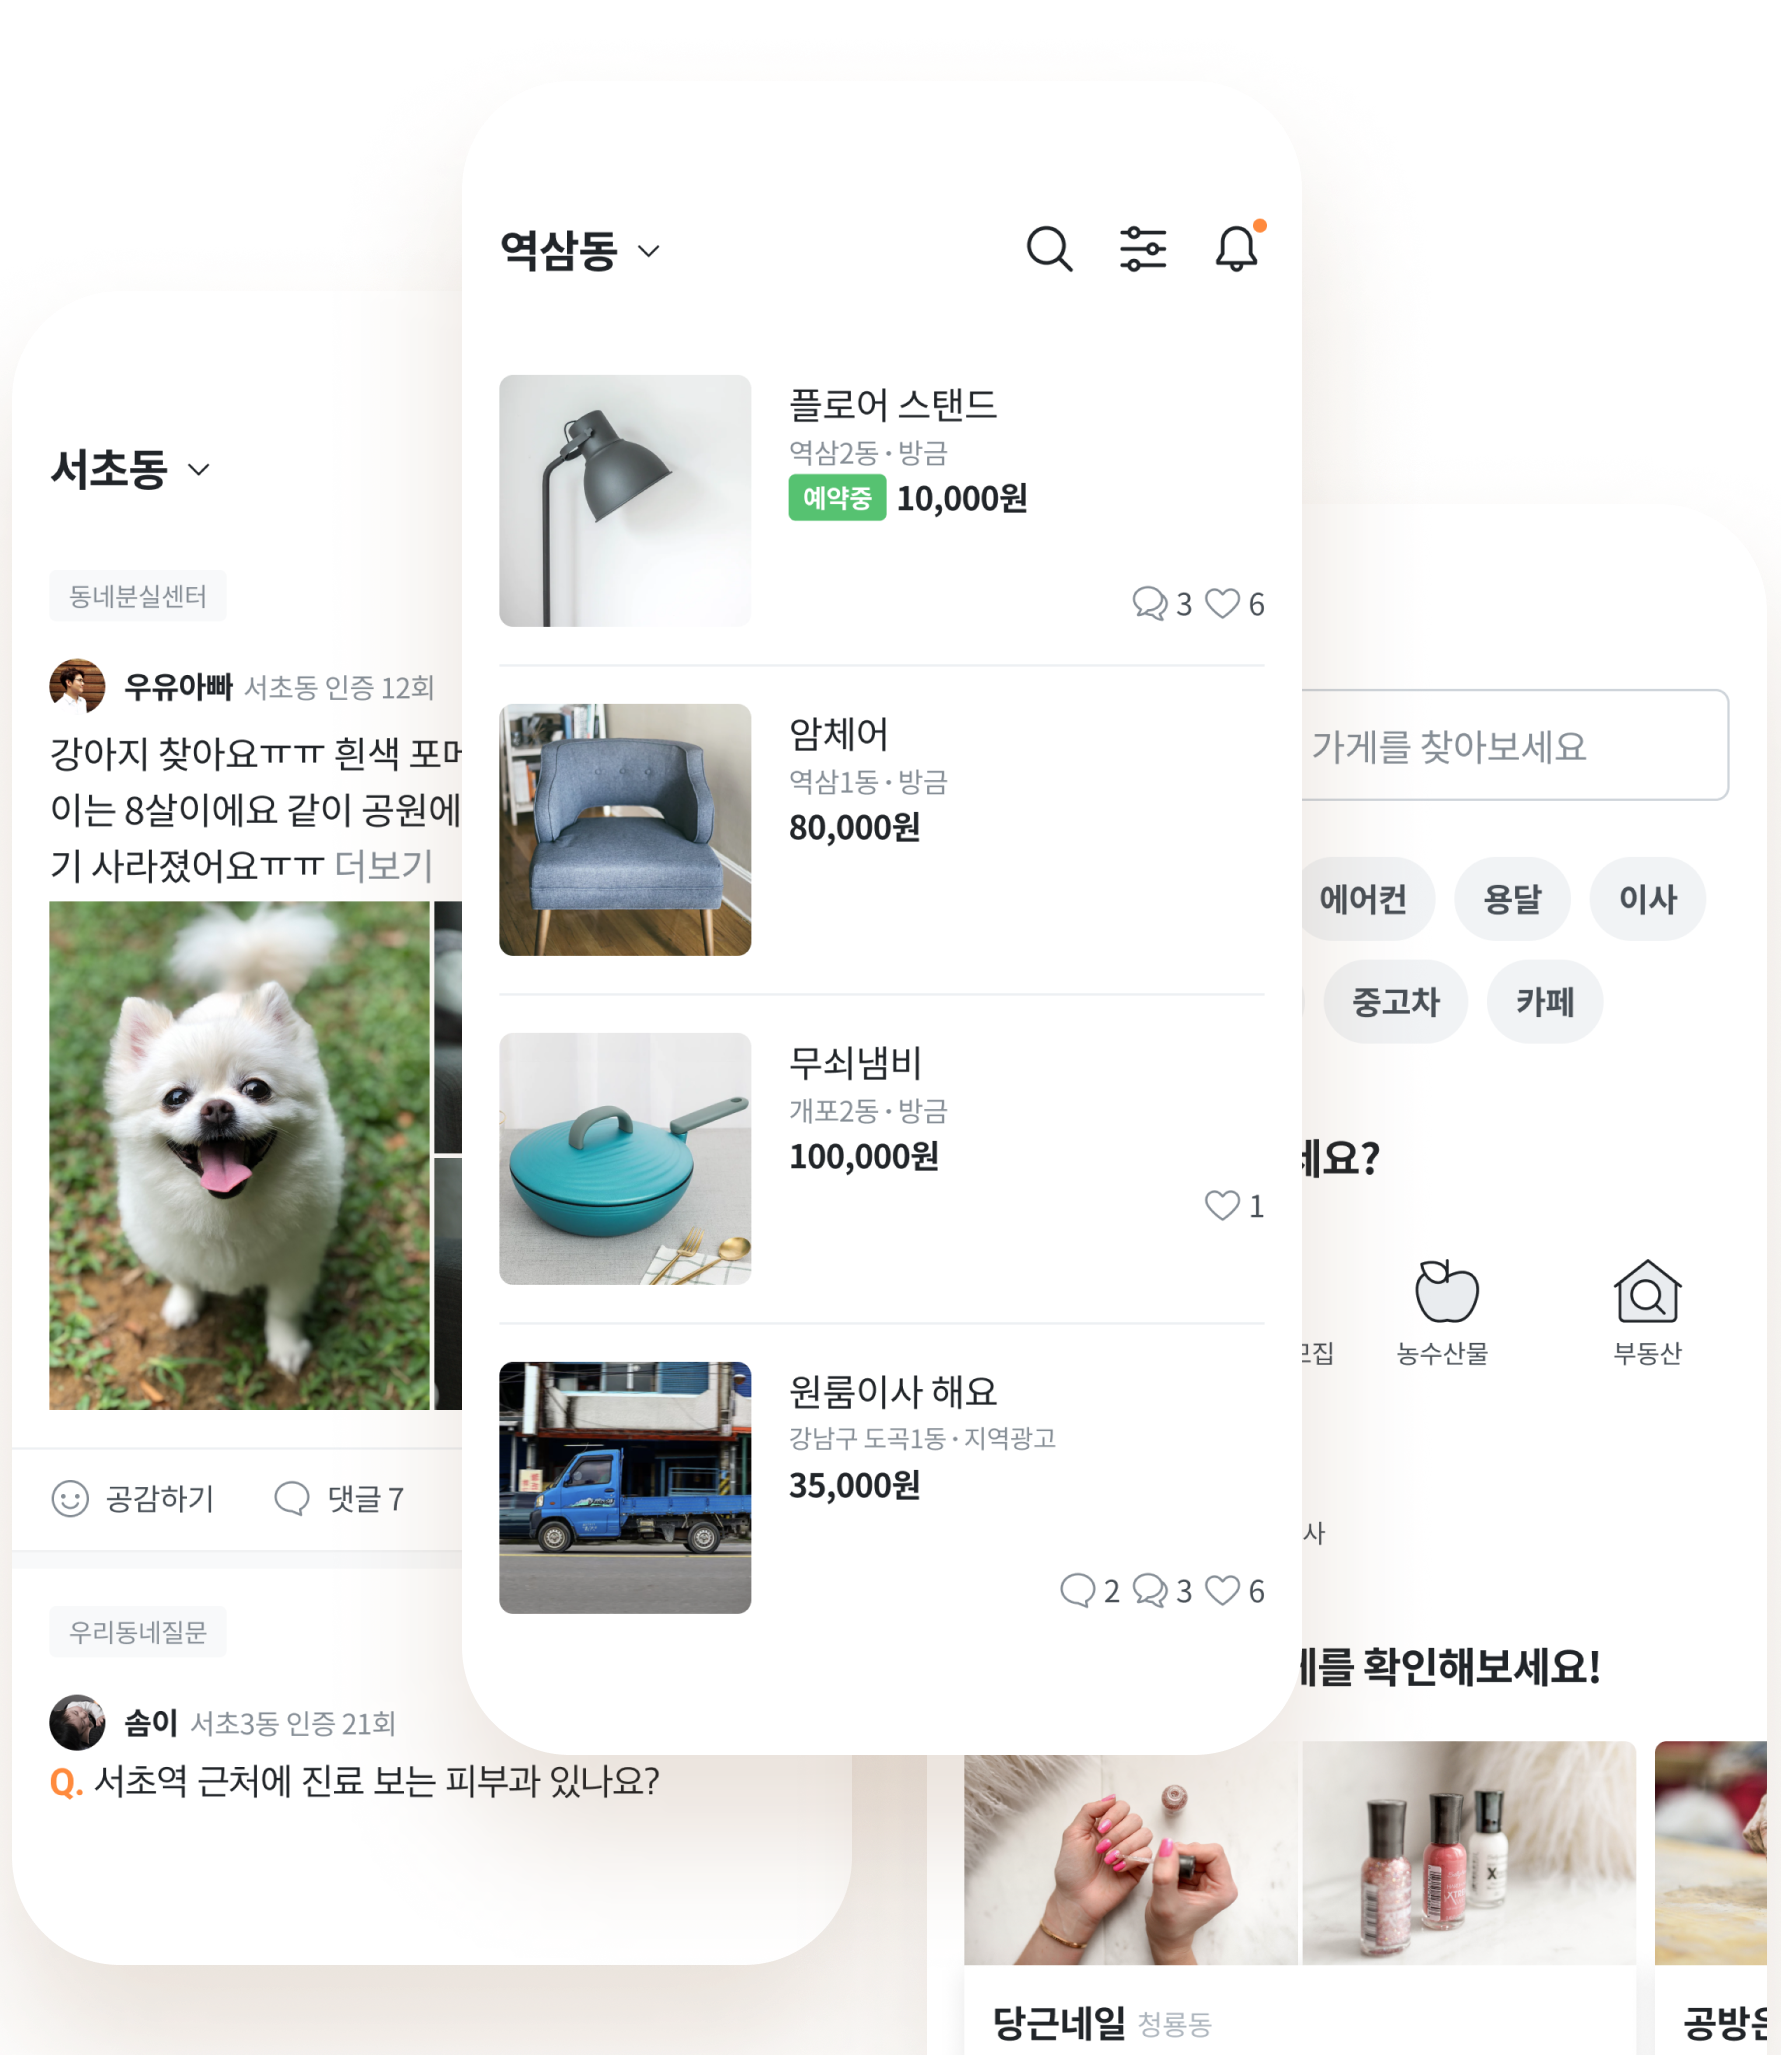 역삼동
플로어 스탠드
역삼2동 · 방금
예약중 10,000원
3 6
암체어
역삼1동 · 방금
80,000원
무쇠냄비
개포2동 · 방금
100,000원
1
원룸이사 해요
강남구 도곡1동 · 지역광고
35,000원
2 3 6
서초동
동네분실센터
우유아빠 서초동 인증 12회
강아지 찾아요ㅠㅠ 흰색
이는 8살이에요 같이 공원에
기 사라졌어요ㅠㅠ 더보기
공감하기 댓글 7
우리동네질문
솜이 서초3동 인증 21회
Q. 서초역 근처에 진료 보는 피부과 있나요?
가게를 찾아보세요
에어컨 용달 이사
중고차 카페
요?
집 농수산물 부동산
사
를 확인해보세요!
당근네일 청룡동
공방